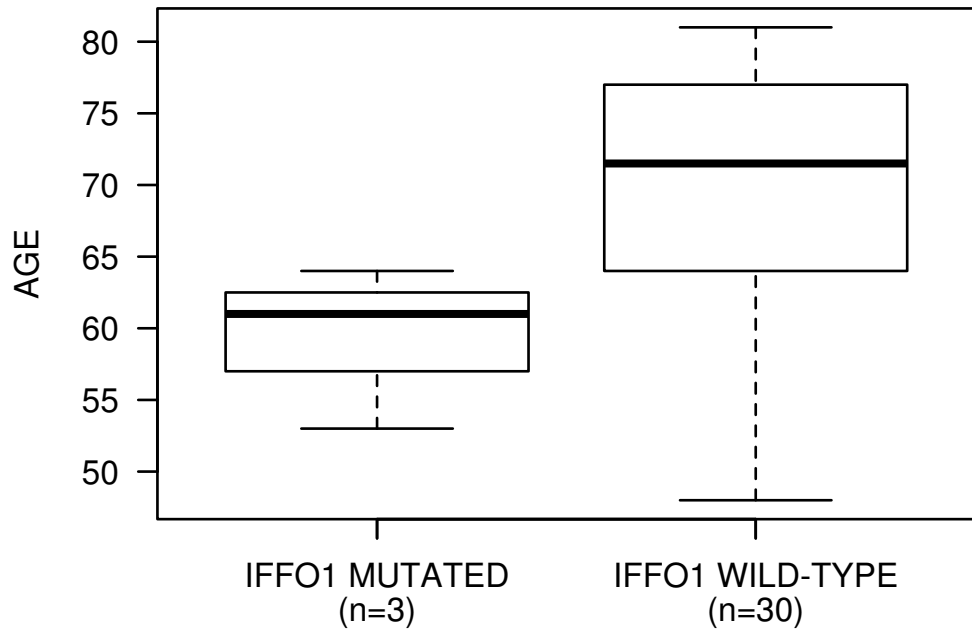 80
75
70
65
60
55
50
AGE
IFFO1 MUTATED
(n=3)
IFFO1 WILD-TYPE
(n=30)